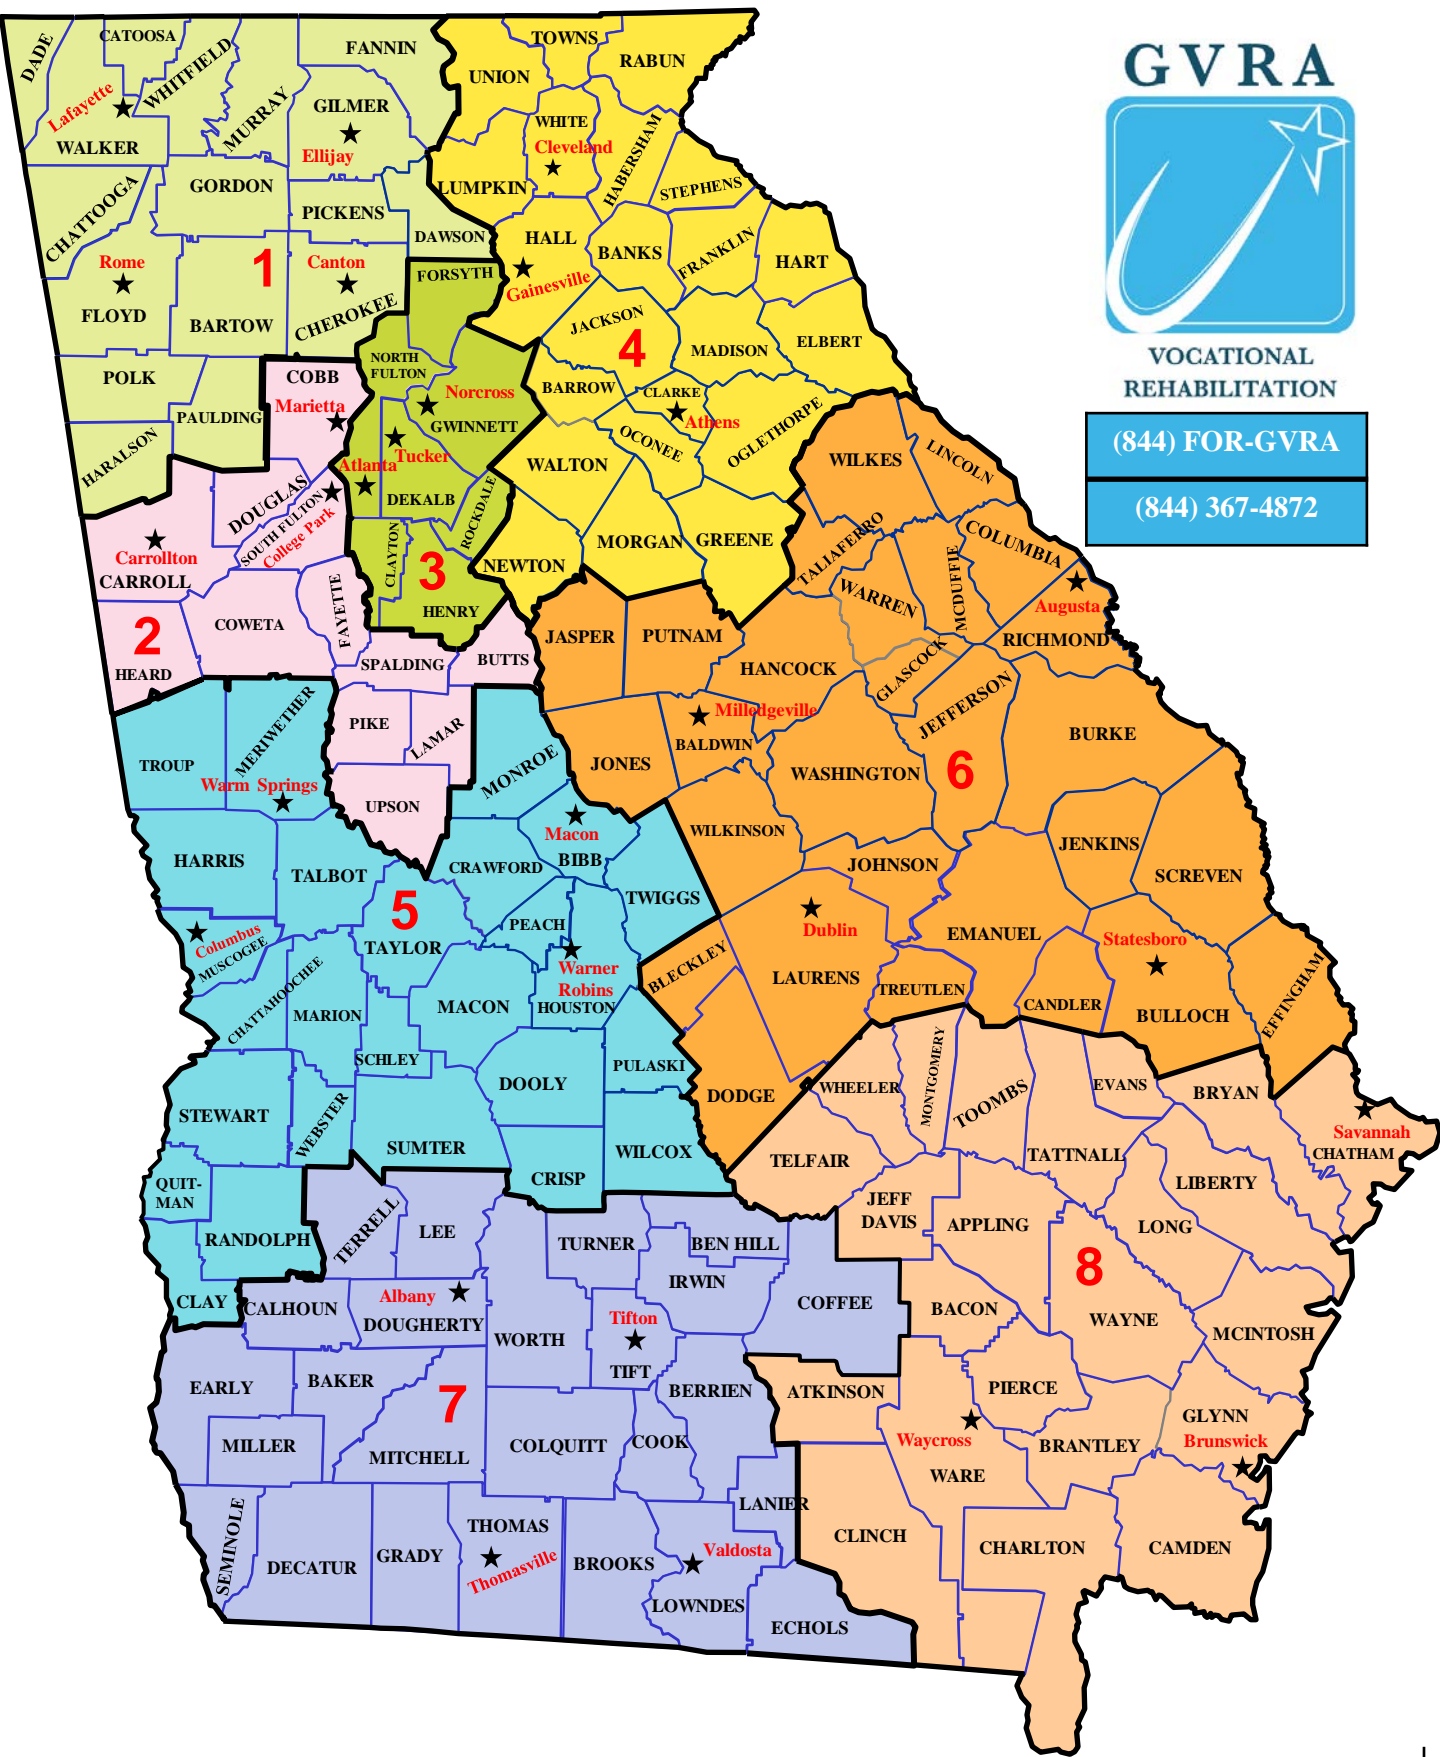 GVRA
VOCATIONAL
REHABILITATION
(844) FOR-GVRA
(844) 367-4872
DADE
CATOOSA
WHITFIELD
MURRAY
FANNIN
Lafayette
WALKER
GILMER
Ellijay
CHATTOOGA
GORDON
PICKENS
DAWSON
Rome
FLOYD
1
BARTOW
Canton
CHEROKEE
POLK
PAULDING
HARALSON
UNION
TOWNS
RABUN
WHITE
Cleveland
HABERSHAM
LUMPKIN
STEPHENS
HALL
Gainesville
BANKS
FRANKLIN
HART
JACKSON
4
MADISON
ELBERT
BARROW
CLARKE
Athens
OCONEE
OGLETHORPE
WALTON
NEWTON
MORGAN
GREENE
FORSYTH
NORTH
FULTON
Norcross
GWINNETT
Tucker
Atlanta
DEKALB
ROCKDALE
CLAYTON
3
HENRY
COBB
Marietta
DOUGLAS
SOUTH FULTON
College Park
Carrollton
CARROLL
2
HEARD
COWETA
FAYETTE
SPALDING
BUTTS
PIKE
LAMAR
UPSON
WILKES
LINCOLN
TALIAFERRO
WARREN
MCDUFFIE
COLUMBIA
Augusta
RICHMOND
JASPER
PUTNAM
HANCOCK
GLASCOCK
JEFFERSON
BURKE
JONES
Milledgeville
BALDWIN
WASHINGTON
6
WILKINSON
JOHNSON
JENKINS
SCREVEN
Dublin
LAURENS
BLECKLEY
DODGE
EMANUEL
TREUTLEN
CANDLER
Statesboro
BULLOCH
EFFINGHAM
TROUP
MERIWETHER
Warm Springs
MONROE
HARRIS
TALBOT
CRAWFORD
Macon
BIBB
TWIGGS
5
TAYLOR
PEACH
Columbus
MUSCOGEE
CHATTAHOOCHEE
MARION
MACON
Warner
Robins
HOUSTON
SCHLEY
DOOLY
PULASKI
STEWART
WEBSTER
SUMTER
CRISP
WILCOX
QUIT-
MAN
RANDOLPH
CLAY
TERRELL
LEE
TURNER
BEN HILL
IRWIN
COFFEE
CALHOUN
Albany
DOUGHERTY
WORTH
Tifton
TIFT
EARLY
BAKER
7
BERRIEN
MILLER
MITCHELL
COLQUITT
COOK
LANIER
SEMINOLE
DECATUR
GRADY
THOMAS
Thomasville
BROOKS
Valdosta
LOWNDES
ECHOLS
WHEELER
MONTGOMERY
TOOMBS
EVANS
BRYAN
Savannah
CHATHAM
TELFAIR
TATTNALL
LIBERTY
JEFF
DAVIS
APPLING
LONG
8
BACON
WAYNE
MCINTOSH
ATKINSON
PIERCE
Waycross
WARE
BRANTLEY
GLYNN
Brunswick
CLINCH
CHARLTON
CAMDEN